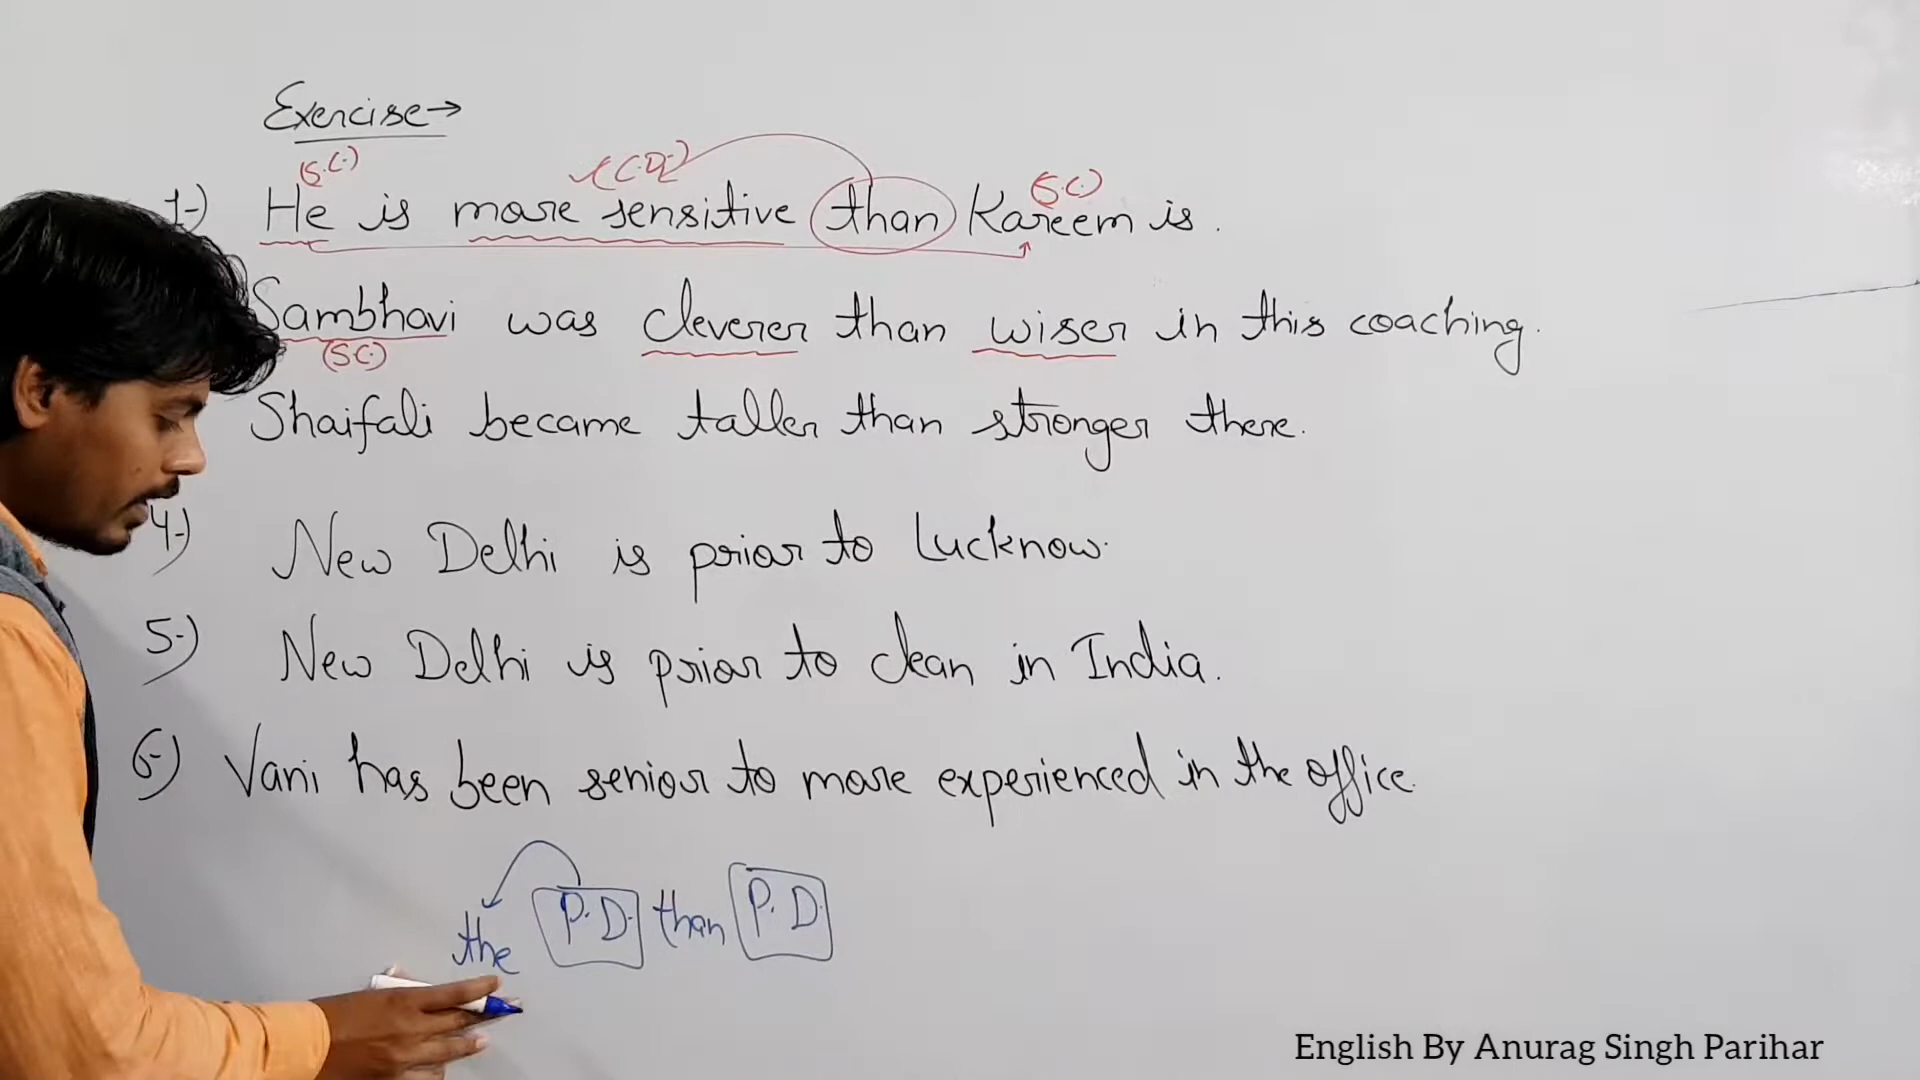 Exercise→
(S.C.) (C.D.) (S.C)
1-) He is more sensitive than Kareem is.
Sambhavi was cleverer than wiser in this coaching.
(S.C.)
Shaifali became taller than stronger there.
4-) New Delhi is prior to Lucknow.
5-) New Delhi is prior to clean in India.
6-) Vani has been senior to more experienced in the office.
the P.D. than P.D.
English By Anurag Singh Parihar